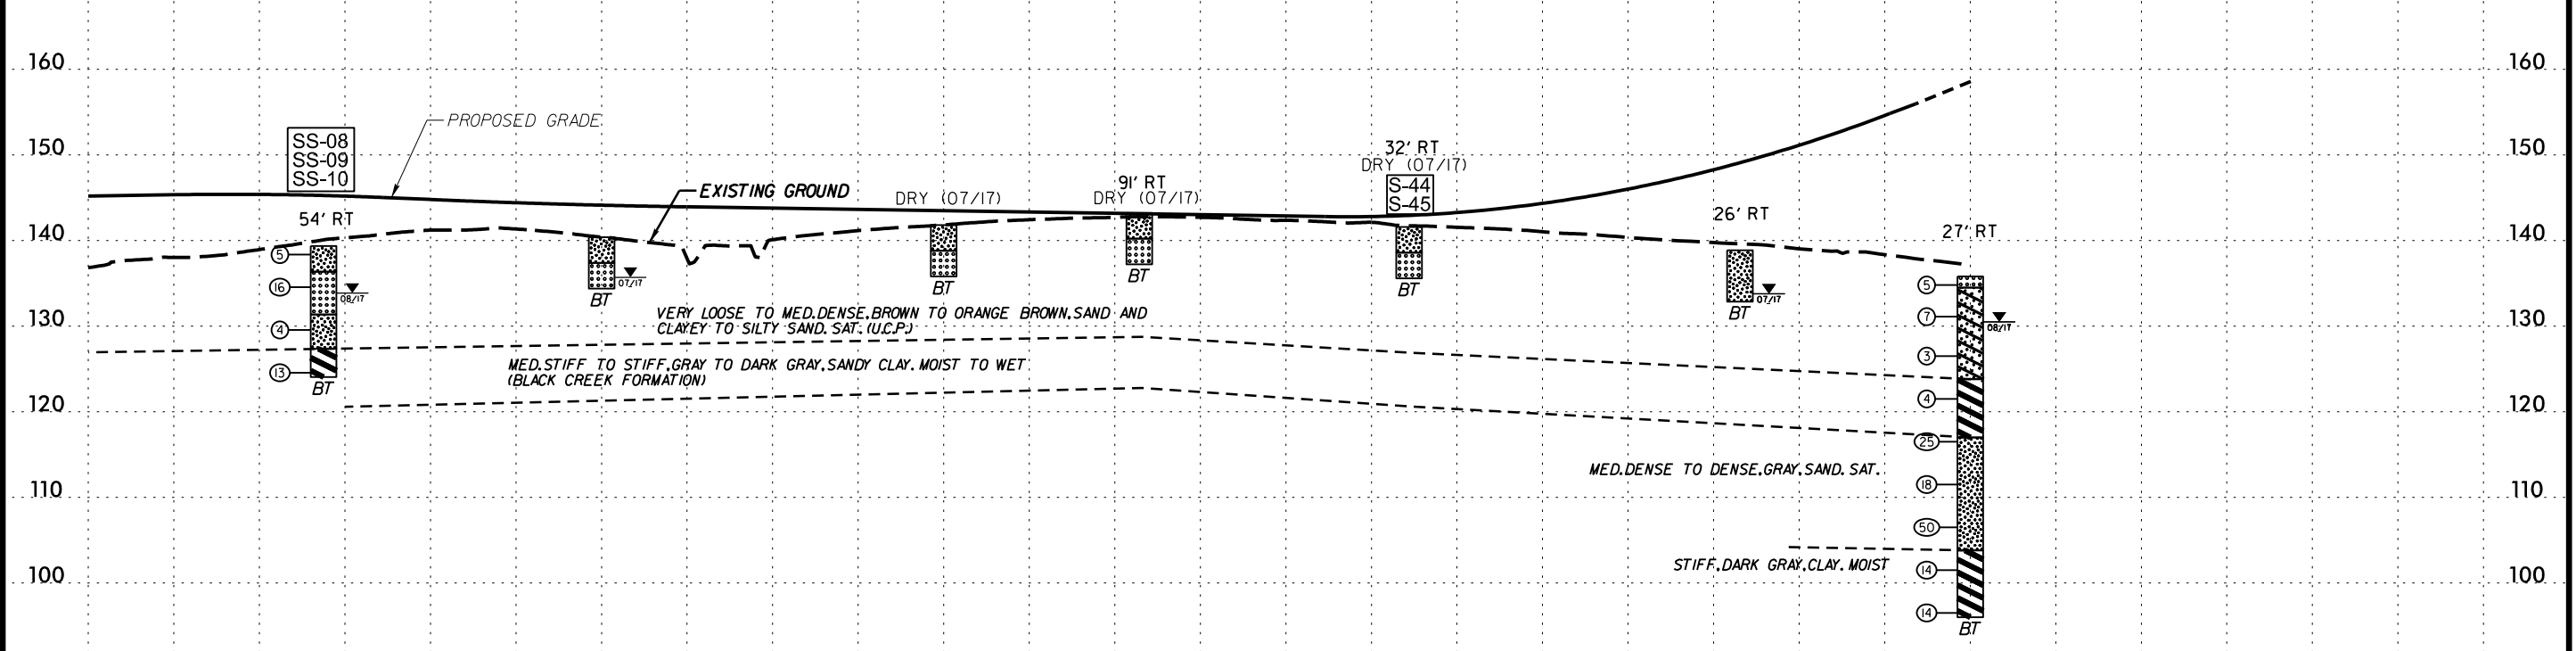 160 160
PROPOSED GRADE
SS-08
SS-09
SS-10
150 150
32' RT
DRY (07/17)
S-44
S-45
EXISTING GROUND
DRY (07/17)
91' RT
DRY (07/17)
54' RT
26' RT
27' RT
140 140
5
16
08/17
4
13
BT
BT
07/17
BT
BT
BT
BT
07/17
130 130
VERY LOOSE TO MED.DENSE,BROWN TO ORANGE BROWN,SAND AND
CLAYEY TO SILTY SAND. SAT. (U.C.P.)
MED.STIFF TO STIFF,GRAY TO DARK GRAY,SANDY CLAY. MOIST TO WET
(BLACK CREEK FORMATION)
5
7
08/17
3
4
25
18
50
14
14
BT
120 120
MED.DENSE TO DENSE,GRAY,SAND. SAT.
110 110
STIFF,DARK GRAY,CLAY. MOIST
100 100